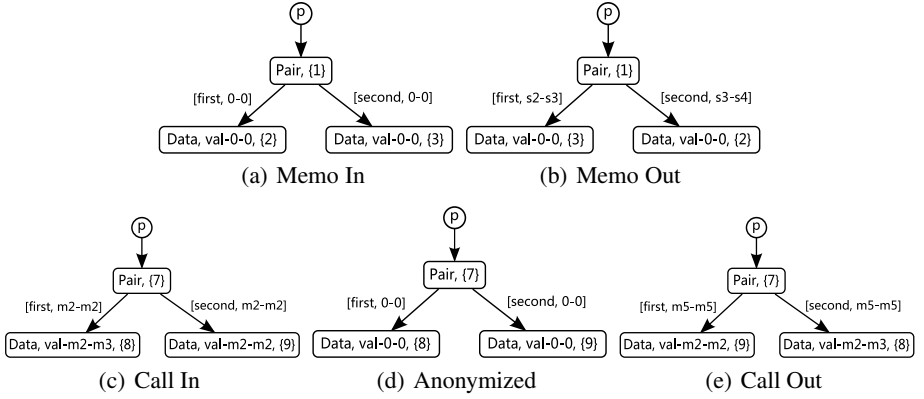 p
p
Pair, {1}
Pair, {1}
[first, 0-0]
[second, 0-0]
[first, s2-s3]
[second, s3-s4]
Data, val-0-0, {2}
Data, val-0-0, {3}
Data, val-0-0, {3}
Data, val-0-0, {2}
(a) Memo In
(b) Memo Out
p
p
p
Pair, {7}
Pair, {7}
Pair, {7}
[first, m2-m2]
[second, m2-m2]
[first, 0-0]
[second, 0-0]
[first, m5-m5]
[second, m5-m5]
Data, val-m2-m3, {8}
Data, val-m2-m2, {9}
Data, val-0-0, {8}
Data, val-0-0, {9}
Data, val-m2-m2, {9}
Data, val-m2-m3, {8}
(c) Call In
(d) Anonymized
(e) Call Out